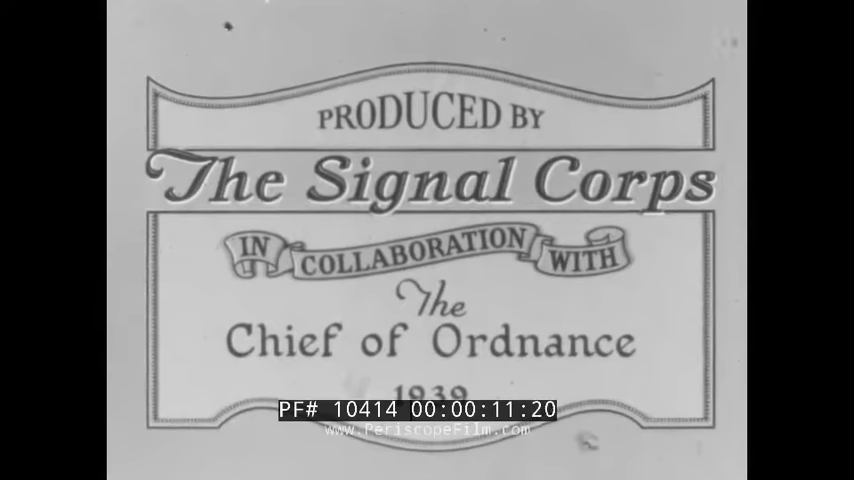 PRODUCED BY
The Signal Corps
IN COLLABORATION WITH
The
Chief of Ordnance
1939
PF# 10414 00:00:11:20
www.PeriscopeFilm.com